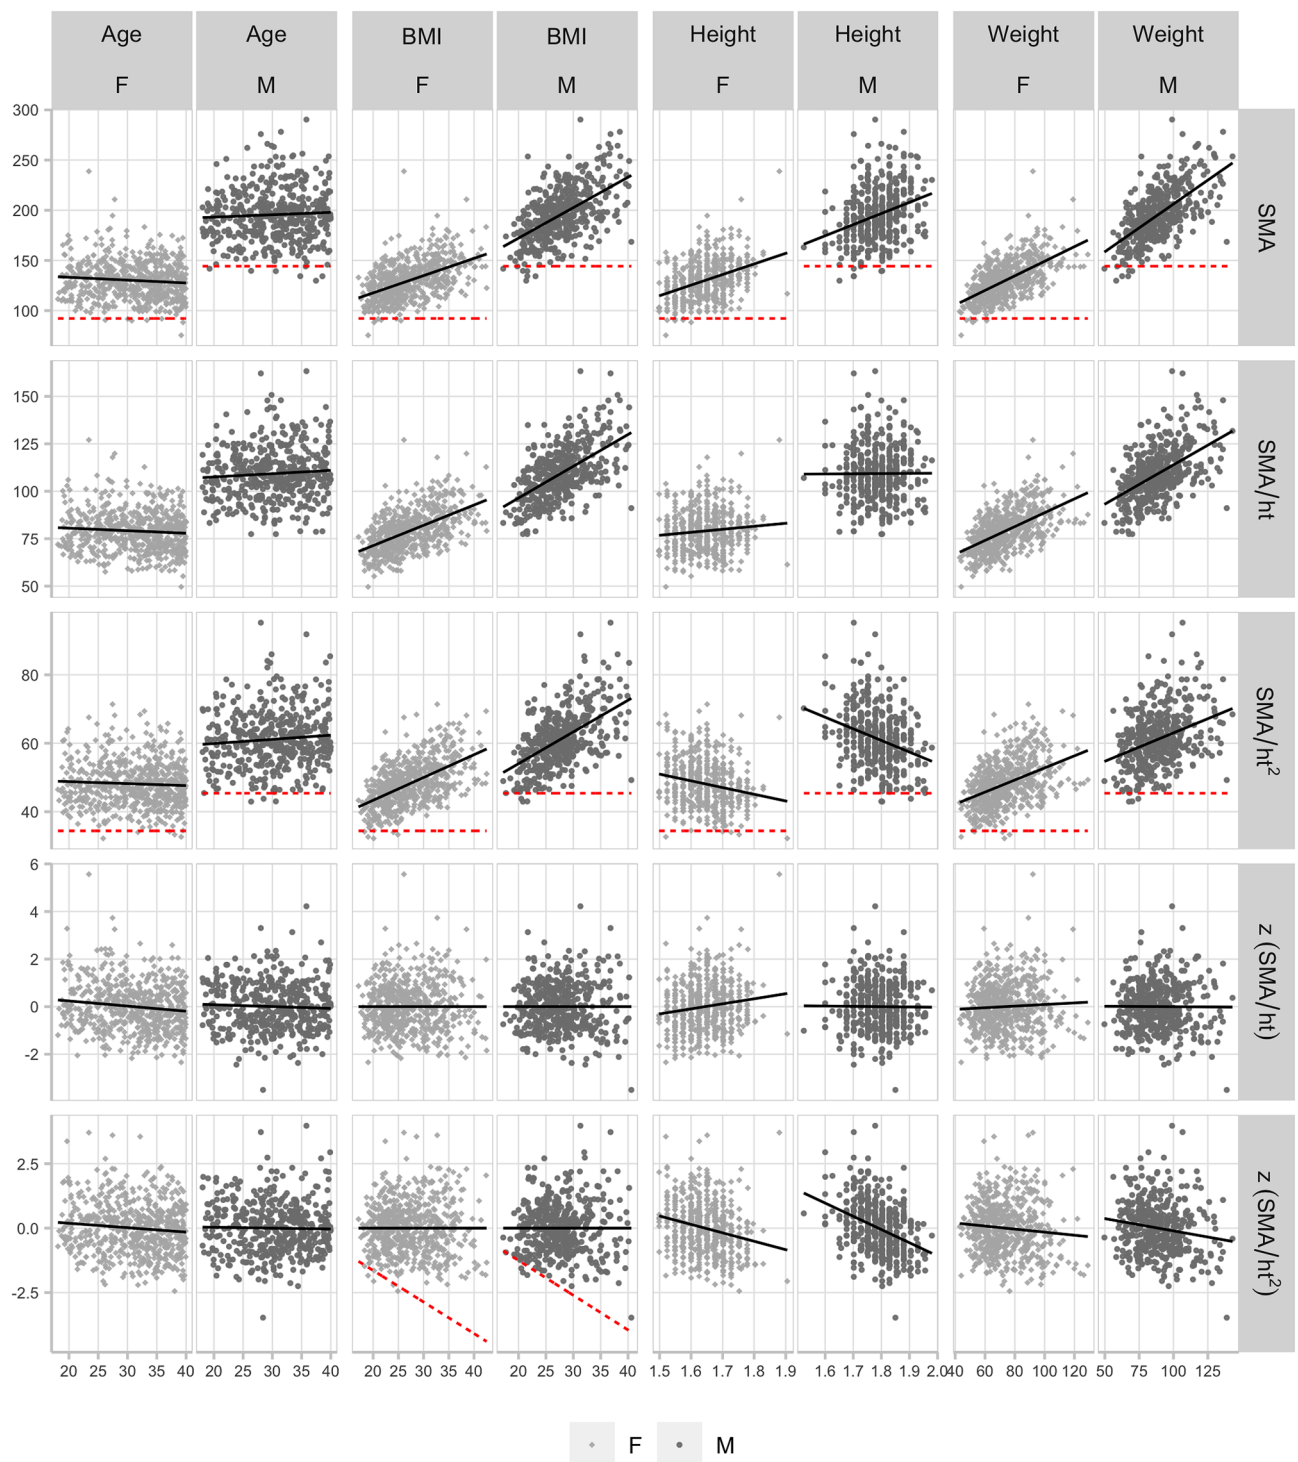 Age Age BMI BMI Height Height Weight Weight
F M F M F M F M
300
250
200
150
100
SMA
150
125
100
75
50
SMA/ht
80
60
40
SMA/ht²
6
4
2
0
-2
z (SMA/ht)
2.5
0.0
-2.5
z (SMA/ht²)
20 25 30 35 40 20 25 30 35 40 20 25 30 35 40 20 25 30 35 40 1.5 1.6 1.7 1.8 1.9 1.6 1.7 1.8 1.9 2.0 40 60 80 100 120 50 75 100 125
F M